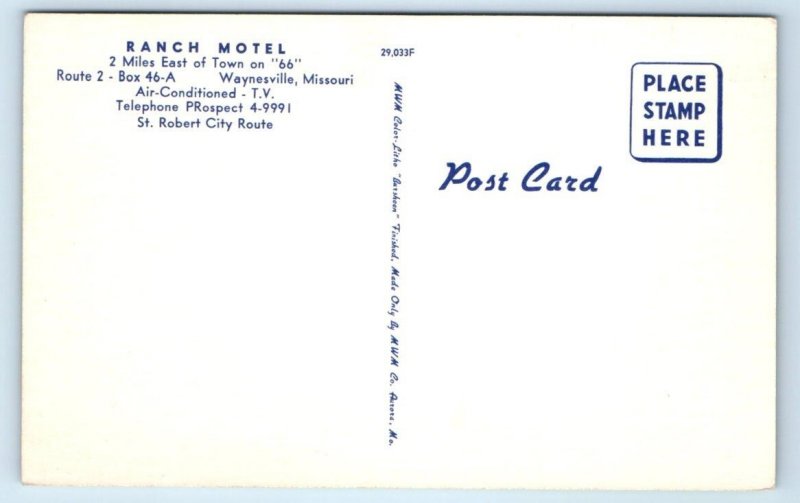 RANCH MOTEL
2 Miles East of Town on "66"
Route 2 - Box 46-A Waynesville, Missouri
Air-Conditioned - T.V.
Telephone PRospect 4-9991
St. Robert City Route
29,033F
MWM Color-Litho "Larsheen" Finished, Made Only By MWM Co. Aurora, Mo.
Post Card
PLACE
STAMP
HERE